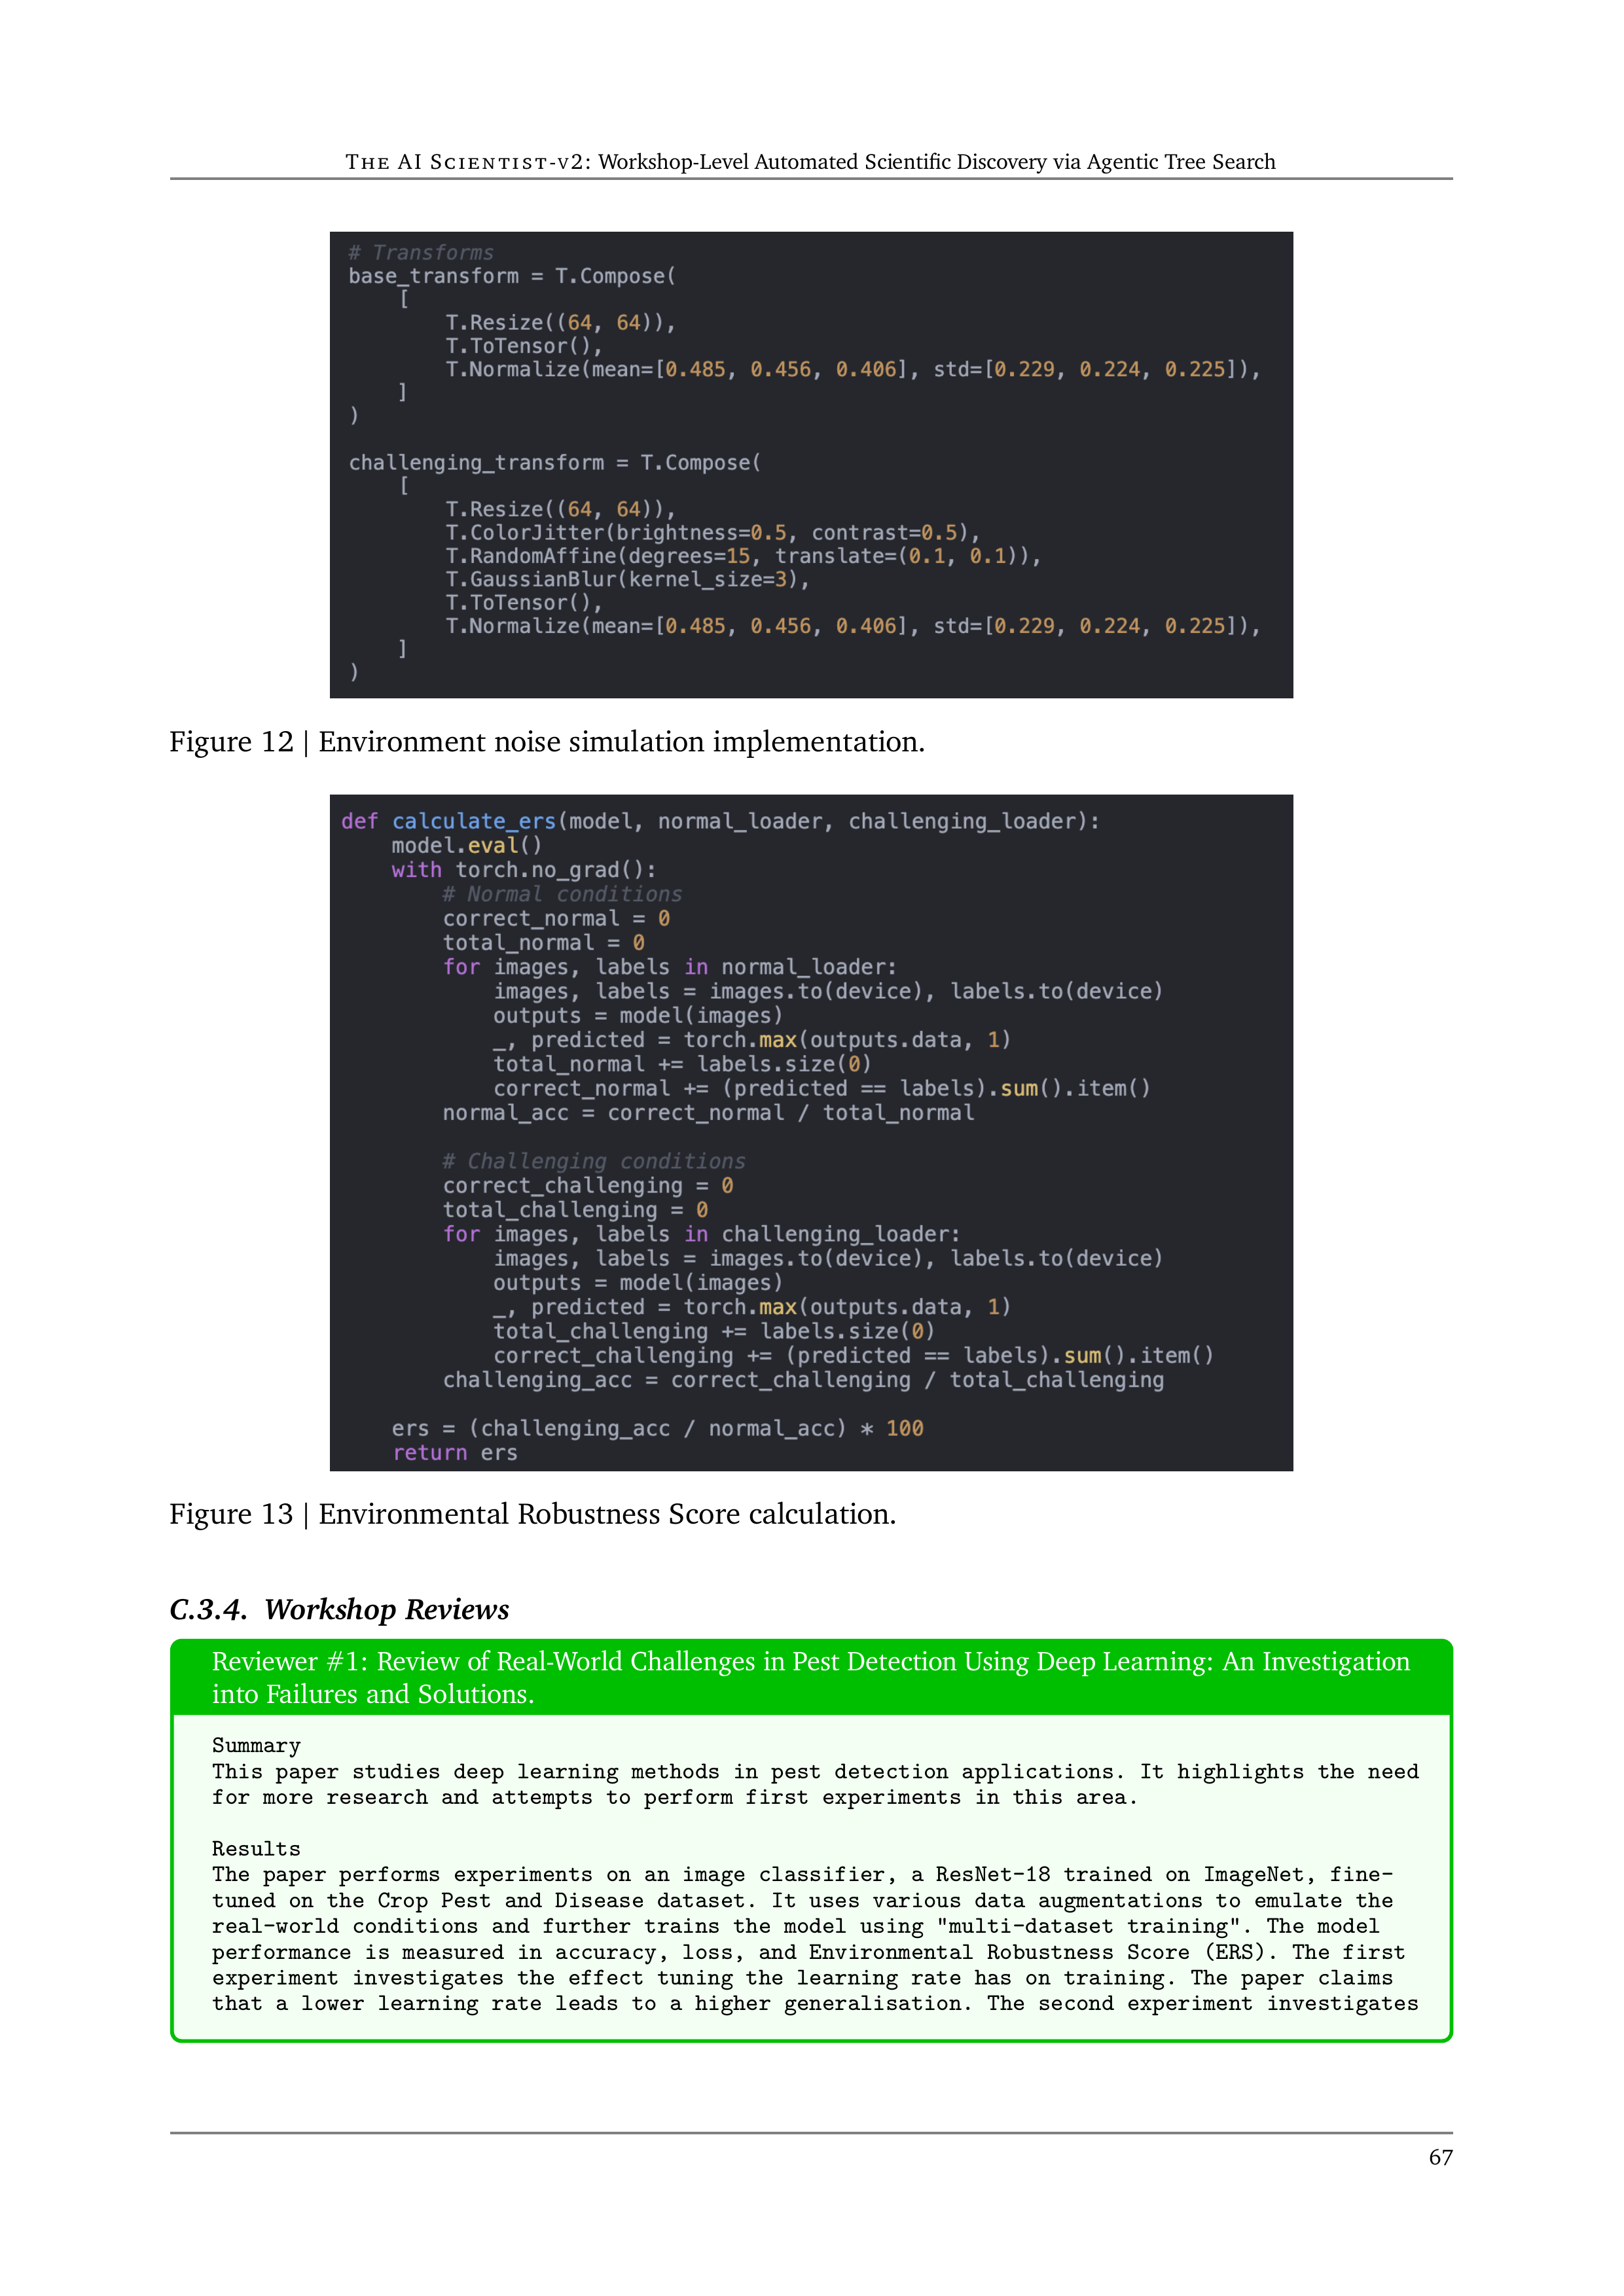 THE AI SCIENTIST-V2: Workshop-Level Automated Scientific Discovery via Agentic Tree Search
# Transforms
base_transform = T.Compose(
    [
        T.Resize((64, 64)),
        T.ToTensor(),
        T.Normalize(mean=[0.485, 0.456, 0.406], std=[0.229, 0.224, 0.225]),
    ]
)
challenging_transform = T.Compose(
    [
        T.Resize((64, 64)),
        T.ColorJitter(brightness=0.5, contrast=0.5),
        T.RandomAffine(degrees=15, translate=(0.1, 0.1)),
        T.GaussianBlur(kernel_size=3),
        T.ToTensor(),
        T.Normalize(mean=[0.485, 0.456, 0.406], std=[0.229, 0.224, 0.225]),
    ]
)
Figure 12 | Environment noise simulation implementation.
def calculate_ers(model, normal_loader, challenging_loader):
    model.eval()
    with torch.no_grad():
        # Normal conditions
        correct_normal = 0
        total_normal = 0
        for images, labels in normal_loader:
            images, labels = images.to(device), labels.to(device)
            outputs = model(images)
            _, predicted = torch.max(outputs.data, 1)
            total_normal += labels.size(0)
            correct_normal += (predicted == labels).sum().item()
        normal_acc = correct_normal / total_normal
        # Challenging conditions
        correct_challenging = 0
        total_challenging = 0
        for images, labels in challenging_loader:
            images, labels = images.to(device), labels.to(device)
            outputs = model(images)
            _, predicted = torch.max(outputs.data, 1)
            total_challenging += labels.size(0)
            correct_challenging += (predicted == labels).sum().item()
        challenging_acc = correct_challenging / total_challenging
    ers = (challenging_acc / normal_acc) * 100
    return ers
Figure 13 | Environmental Robustness Score calculation.
C.3.4. Workshop Reviews
Reviewer #1: Review of Real-World Challenges in Pest Detection Using Deep Learning: An Investigation
into Failures and Solutions.
Summary
This paper studies deep learning methods in pest detection applications. It highlights the need
for more research and attempts to perform first experiments in this area.
Results
The paper performs experiments on an image classifier, a ResNet-18 trained on ImageNet, fine-
tuned on the Crop Pest and Disease dataset. It uses various data augmentations to emulate the
real-world conditions and further trains the model using "multi-dataset training". The model
performance is measured in accuracy, loss, and Environmental Robustness Score (ERS). The first
experiment investigates the effect tuning the learning rate has on training. The paper claims
that a lower learning rate leads to a higher generalisation. The second experiment investigates
67